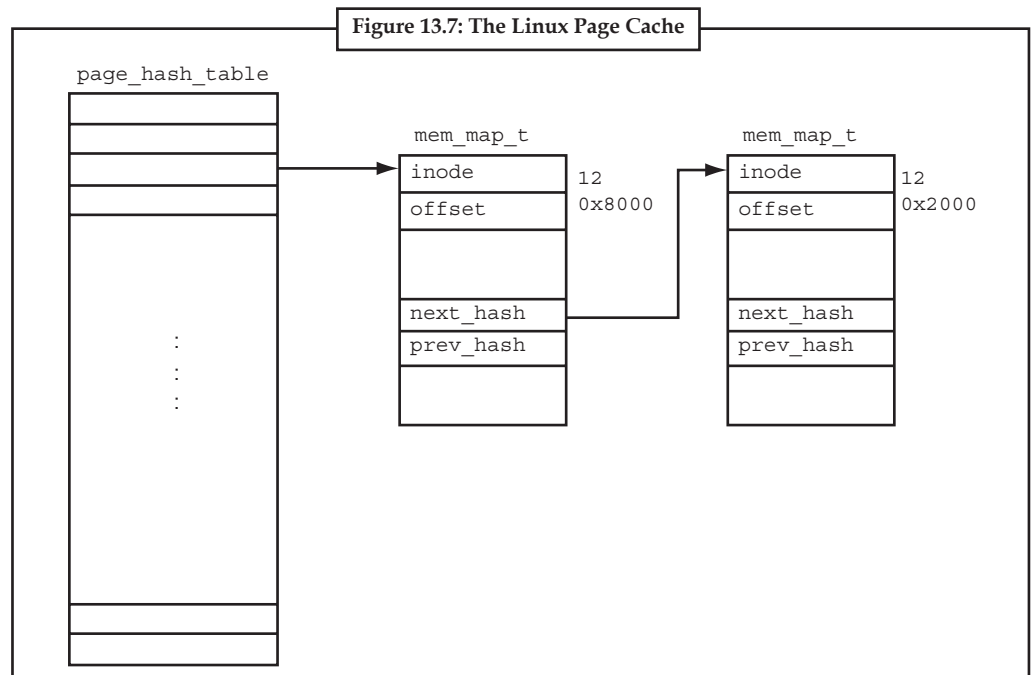 Figure 13.7: The Linux Page Cache
page_hash_table
mem_map_t
inode
12
offset
0x8000
next_hash
prev_hash
mem_map_t
inode
12
offset
0x2000
next_hash
prev_hash